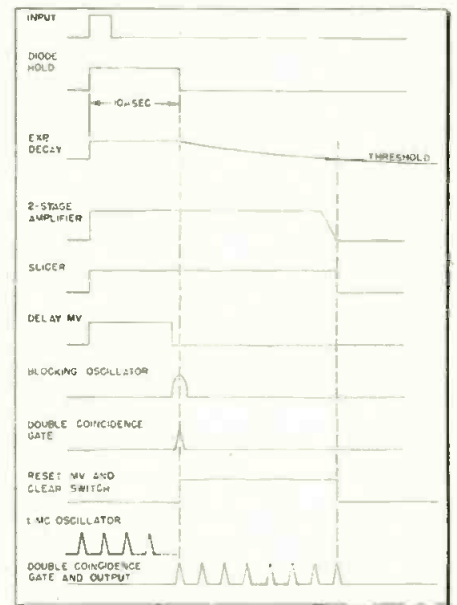 INPUT
DIODE
HOLD
10μSEC
EXP.
DECAY
THRESHOLD
2-STAGE
AMPLIFIER
SLICER
DELAY MV
BLOCKING OSCILLATOR
DOUBLE COINCIDENCE
GATE
RESET MV AND
CLEAR SWITCH
1-MC OSCILLATOR
DOUBLE COINCIDENCE
GATE AND OUTPUT